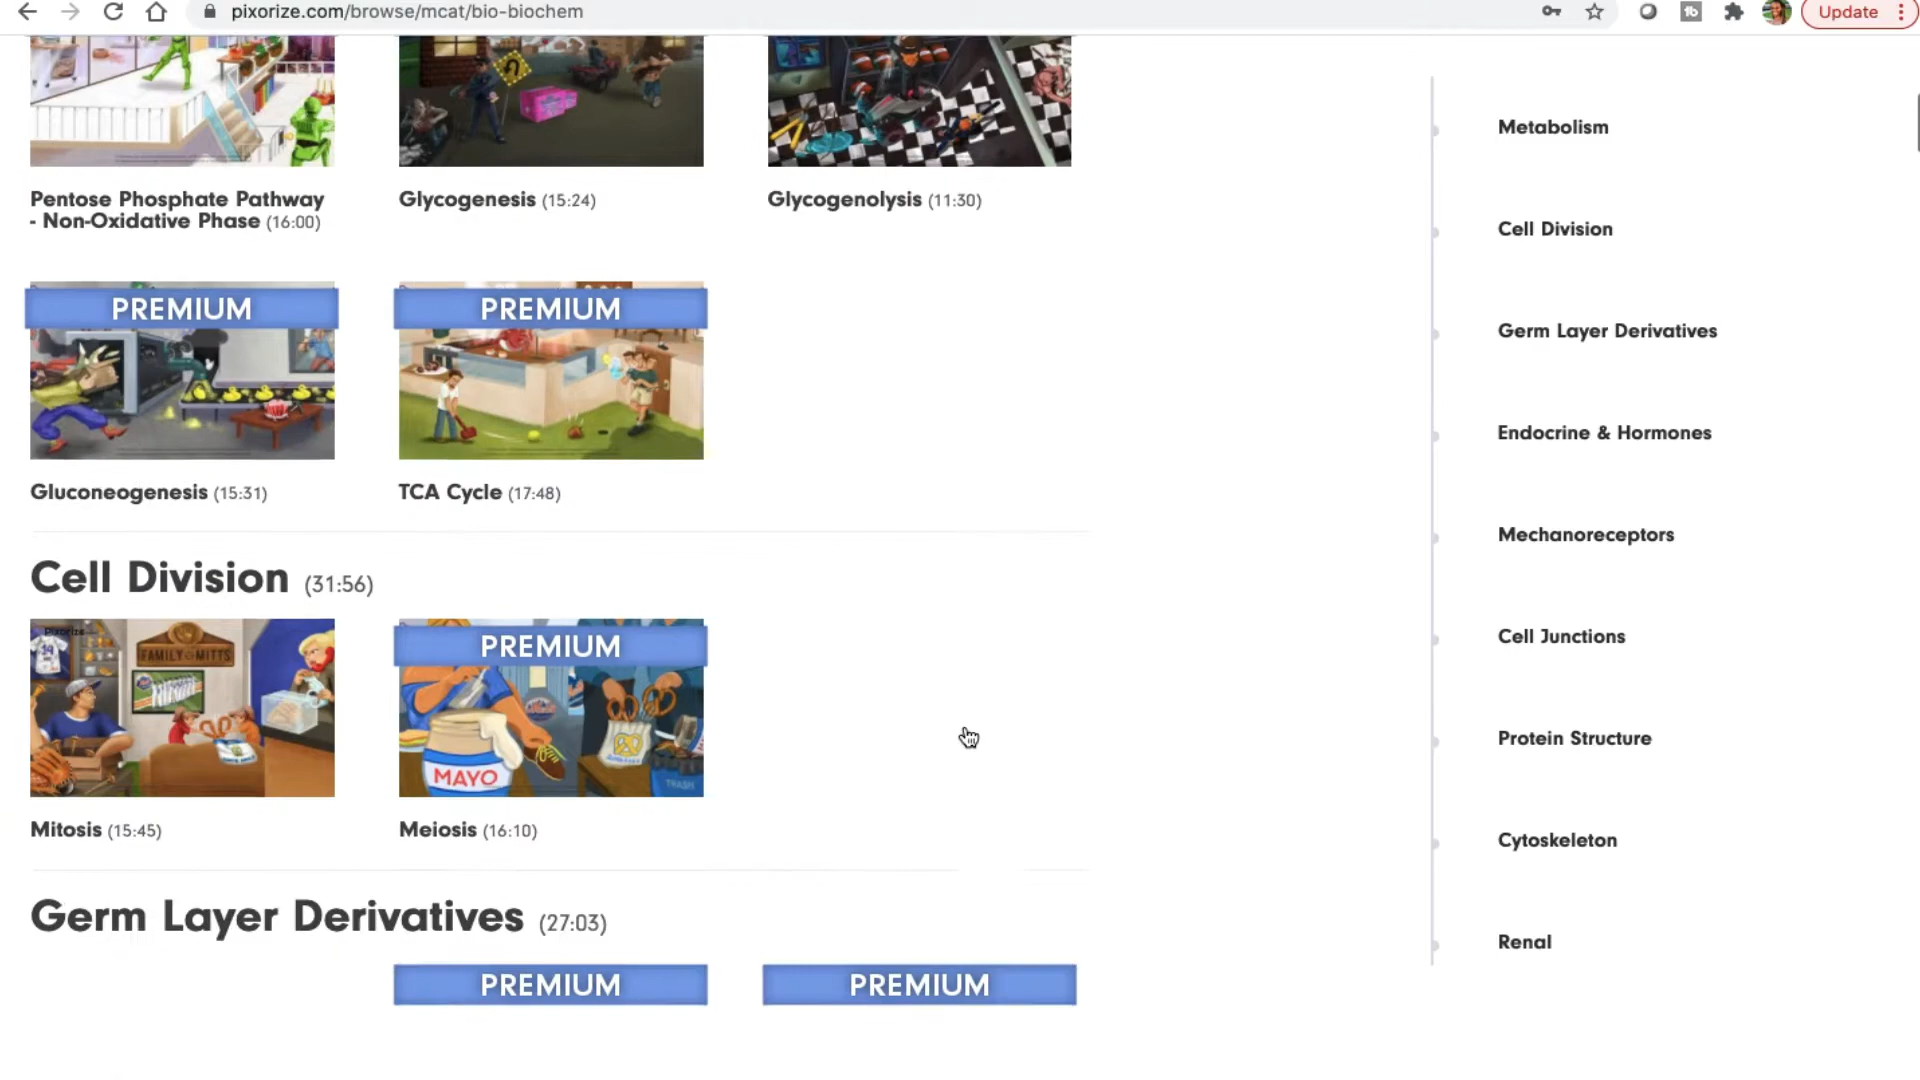 pixorize.com/browse/mcat/bio-biochem
Update
Pentose Phosphate Pathway
- Non-Oxidative Phase (16:00)
Glycogenesis (15:24)
Glycogenolysis (11:30)
PREMIUM
PREMIUM
Gluconeogenesis (15:31)
TCA Cycle (17:48)
Cell Division (31:56)
Pixorize
FAMILY MITTS
PREMIUM
MAYO
TRASH
Mitosis (15:45)
Meiosis (16:10)
Germ Layer Derivatives (27:03)
PREMIUM
PREMIUM
Metabolism
Cell Division
Germ Layer Derivatives
Endocrine & Hormones
Mechanoreceptors
Cell Junctions
Protein Structure
Cytoskeleton
Renal